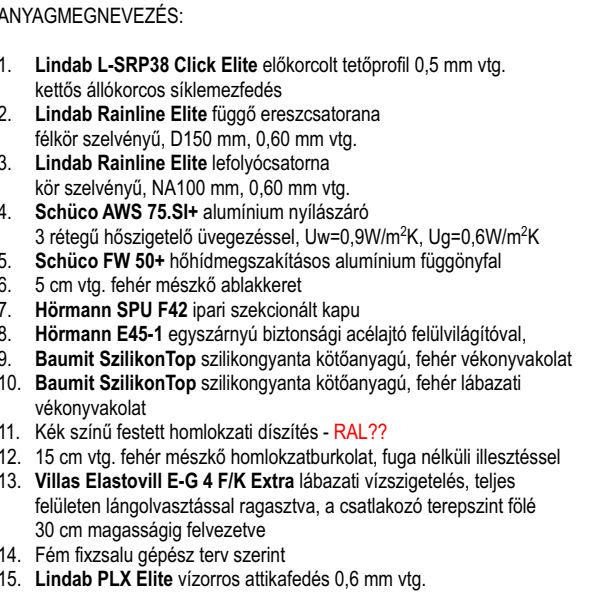 ANYAGMEGNEVEZÉS:
1. Lindab L-SRP38 Click Elite előkorcolt tetőprofil 0,5 mm vtg.
kettős állókorcos síklemezfedés
2. Lindab Rainline Elite függő ereszcsatorana
félkör szelvényű, D150 mm, 0,60 mm vtg.
3. Lindab Rainline Elite lefolyócsatorna
kör szelvényű, NA100 mm, 0,60 mm vtg.
4. Schüco AWS 75.SI+ alumínium nyílászáró
3 rétegű hőszigetelő üvegezéssel, Uw=0,9W/m²K, Ug=0,6W/m²K
5. Schüco FW 50+ hőhídmegszakításos alumínium függönyfal
6. 5 cm vtg. fehér mészkő ablakkeret
7. Hörmann SPU F42 ipari szekcionált kapu
8. Hörmann E45-1 egyszárnyú biztonsági acélajtó felülvilágítóval,
9. Baumit SzilikonTop szilikongyanta kötőanyagú, fehér vékonyvakolat
10. Baumit SzilikonTop szilikongyanta kötőanyagú, fehér lábazati
vékonyvakolat
11. Kék színű festett homlokzati díszítés - RAL??
12. 15 cm vtg. fehér mészkő homlokzatburkolat, fuga nélküli illesztéssel
13. Villas Elastovill E-G 4 F/K Extra lábazati vízszigetelés, teljes
felületen lángolvasztással ragasztva, a csatlakozó terepszint fölé
30 cm magasságig felvezetve
14. Fém fixzsalu gépész terv szerint
15. Lindab PLX Elite vízorros attikafedés 0,6 mm vtg.